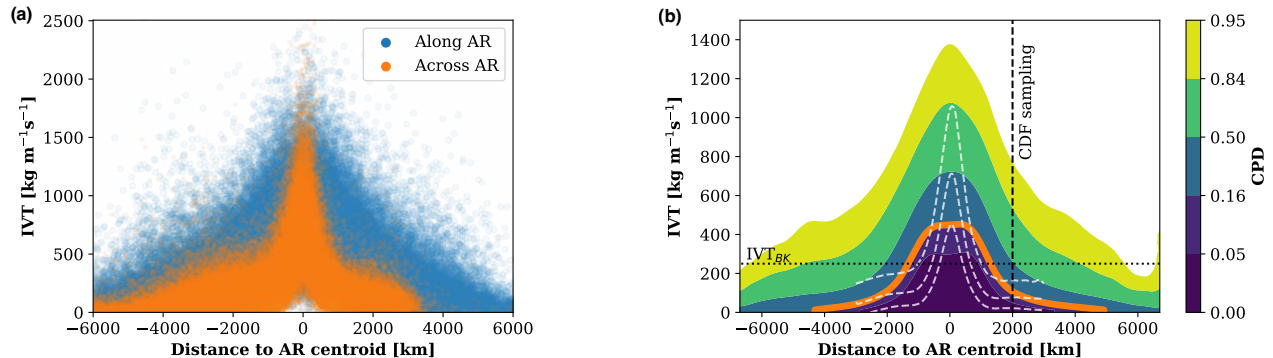 (a)
2500
2000
1500
1000
500
0
IVT [kg m⁻¹s⁻¹]
Along AR
Across AR
−6000 −4000 −2000 0 2000 4000 6000
Distance to AR centroid [km]
(b)
1400
1200
1000
800
600
400
200
0
IVT [kg m⁻¹s⁻¹]
IVT_BK
CDF sampling
−6000 −4000 −2000 0 2000 4000 6000
Distance to AR centroid [km]
0.95
0.84
0.50
0.16
0.05
0.00
CPD